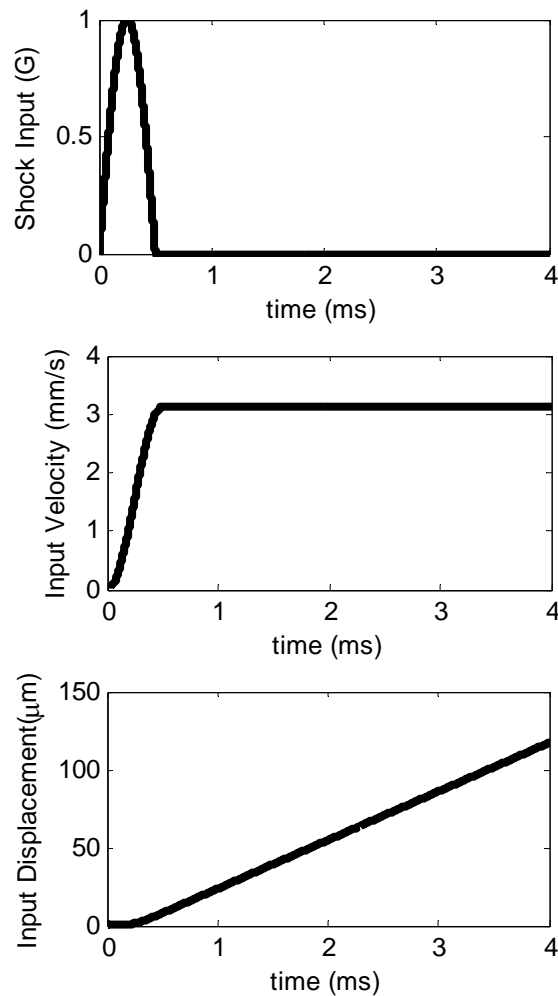 Shock Input (G)
1
0.5
0
0 1 2 3 4
time (ms)
Input Velocity (mm/s)
4
3
2
1
0
0 1 2 3 4
time (ms)
Input Displacement(μm)
150
100
50
0
0 1 2 3 4
time (ms)